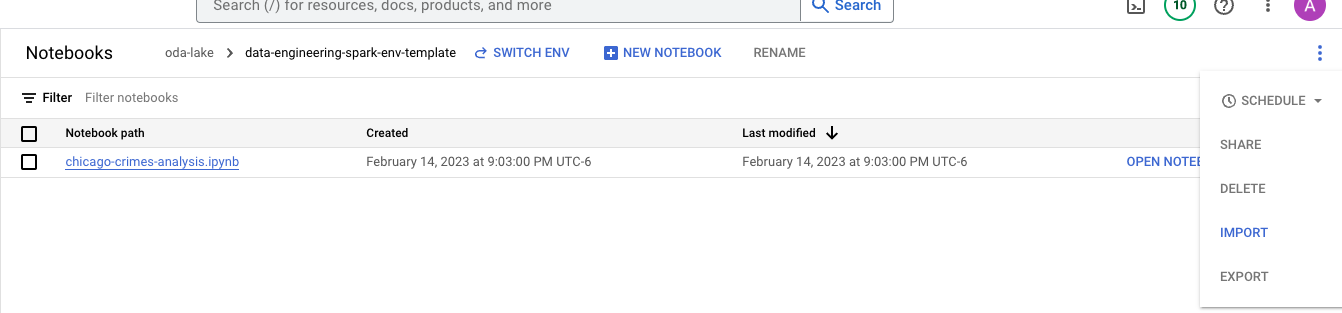 Search (/) for resources, docs, products, and more Search 10 A
Notebooks oda-lake data-engineering-spark-env-template SWITCH ENV NEW NOTEBOOK RENAME
Filter Filter notebooks
SCHEDULE
Notebook path Created Last modified
SHARE
chicago-crimes-analysis.ipynb February 14, 2023 at 9:03:00 PM UTC-6 February 14, 2023 at 9:03:00 PM UTC-6 OPEN NOTE
DELETE
IMPORT
EXPORT